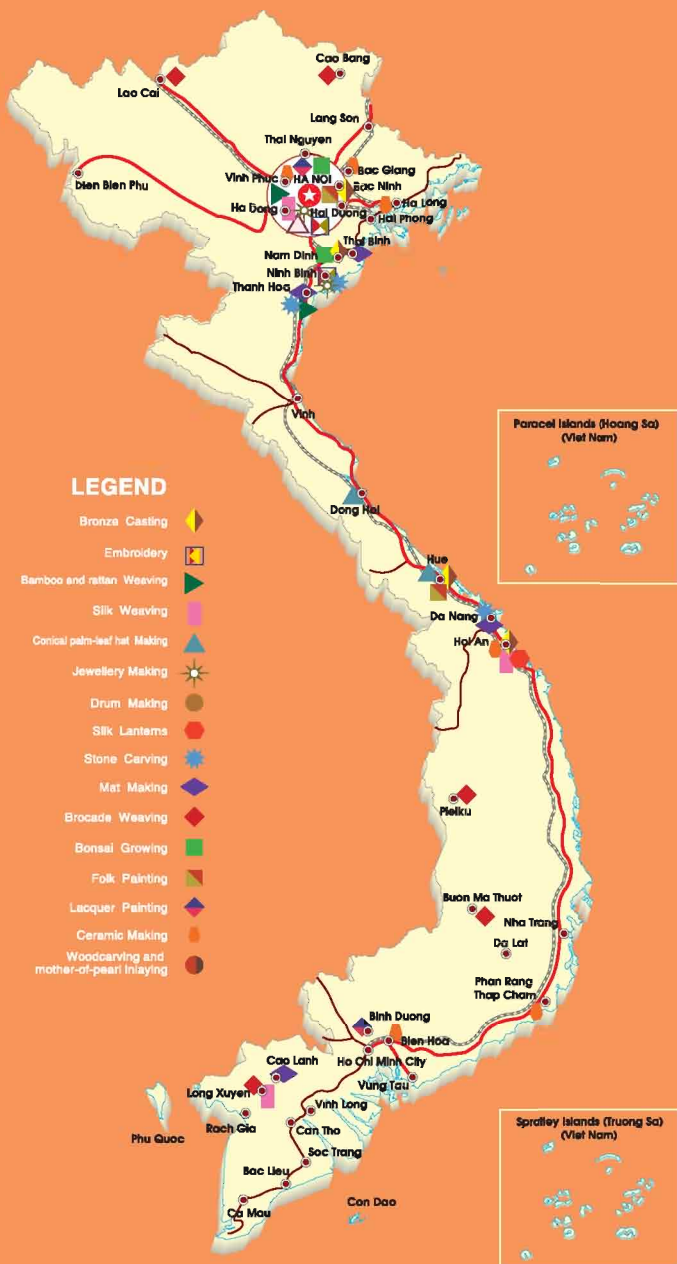 Cao Bang
Lao Cai
Lang Son
Thai Nguyen
Vinh Phuc
HA NOI
Bac Giang
Bac Ninh
Dien Bien Phu
Ha Dong
Hai Duong
Ha Long
Hai Phong
Thai Binh
Nam Dinh
Ninh Binh
Thanh Hoa
Vinh
Paracel Islands (Hoang Sa)
(Viet Nam)
LEGEND
Bronze Casting
Embroidery
Bamboo and rattan Weaving
Silk Weaving
Conical palm-leaf hat Making
Jewellery Making
Drum Making
Silk Lanterns
Stone Carving
Mat Making
Brocade Weaving
Bonsai Growing
Folk Painting
Lacquer Painting
Ceramic Making
Woodcarving and
mother-of-pearl Inlaying
Dong Hoi
Hue
Da Nang
Hoi An
Pleiku
Buon Ma Thuot
Nha Trang
Da Lat
Phan Rang
Thap Cham
Binh Duong
Bien Hoa
Ho Chi Minh City
Vung Tau
Cao Lanh
Long Xuyen
Vinh Long
Rach Gia
Can Tho
Phu Quoc
Soc Trang
Bac Lieu
Ca Mau
Con Dao
Spratley Islands (Truong Sa)
(Viet Nam)